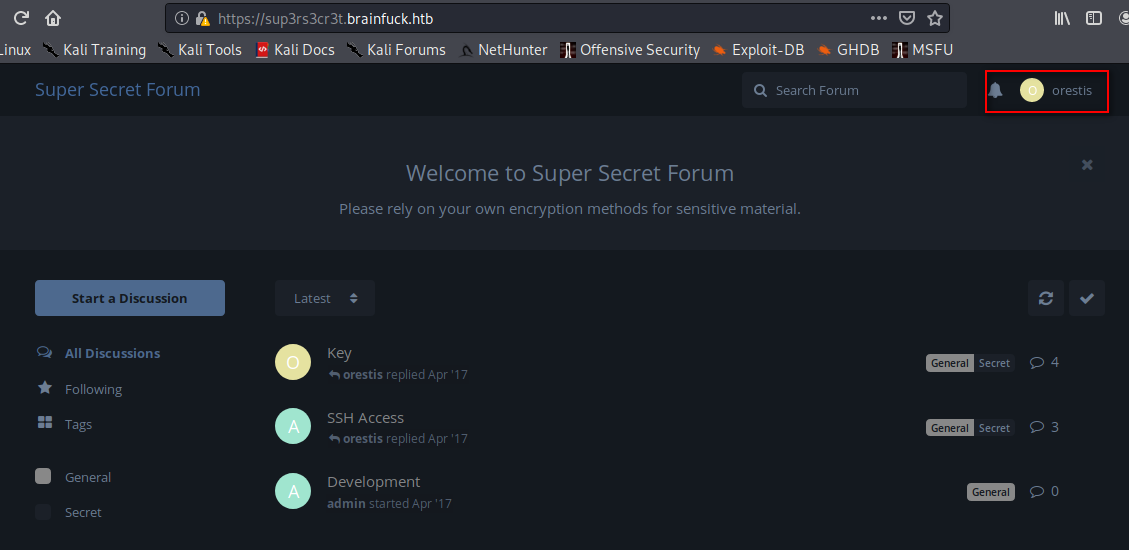 https://sup3rs3cr3t.brainfuck.htb
Linux Kali Training Kali Tools Kali Docs Kali Forums NetHunter Offensive Security Exploit-DB GHDB MSFU
Super Secret Forum Search Forum O orestis
Welcome to Super Secret Forum
Please rely on your own encryption methods for sensitive material.
Start a Discussion Latest
All Discussions
Following
Tags
General
Secret
O Key General Secret 4
orestis replied Apr '17
A SSH Access General Secret 3
orestis replied Apr '17
A Development General 0
admin started Apr '17